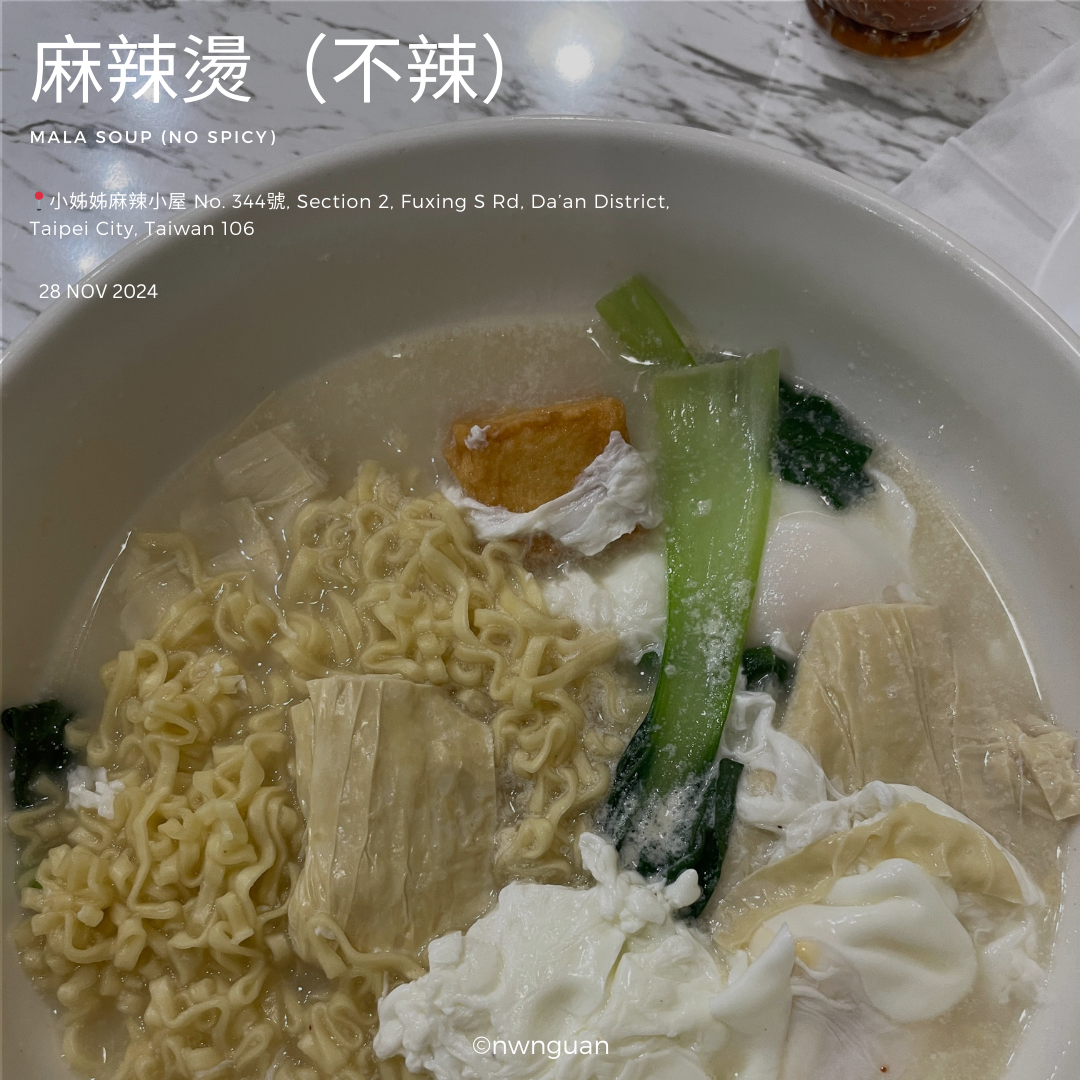 麻辣燙（不辣）
MALA SOUP (NO SPICY)
📍小姊姊麻辣小屋 No. 344號, Section 2, Fuxing S Rd, Da’an District,
Taipei City, Taiwan 106
28 NOV 2024
©nwnguan